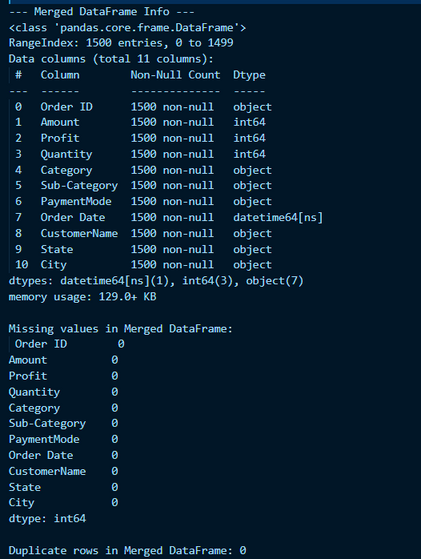 --- Merged DataFrame Info ---
<class 'pandas.core.frame.DataFrame'>
RangeIndex: 1500 entries, 0 to 1499
Data columns (total 11 columns):
 #   Column        Non-Null Count  Dtype
---  ------        --------------  -----
 0   Order ID      1500 non-null   object
 1   Amount        1500 non-null   int64
 2   Profit        1500 non-null   int64
 3   Quantity      1500 non-null   int64
 4   Category      1500 non-null   object
 5   Sub-Category  1500 non-null   object
 6   PaymentMode   1500 non-null   object
 7   Order Date    1500 non-null   datetime64[ns]
 8   CustomerName  1500 non-null   object
 9   State         1500 non-null   object
 10  City          1500 non-null   object
dtypes: datetime64[ns](1), int64(3), object(7)
memory usage: 129.0+ KB

Missing values in Merged DataFrame:
 Order ID        0
Amount          0
Profit          0
Quantity        0
Category        0
Sub-Category    0
PaymentMode     0
Order Date      0
CustomerName    0
State           0
City            0
dtype: int64

Duplicate rows in Merged DataFrame: 0